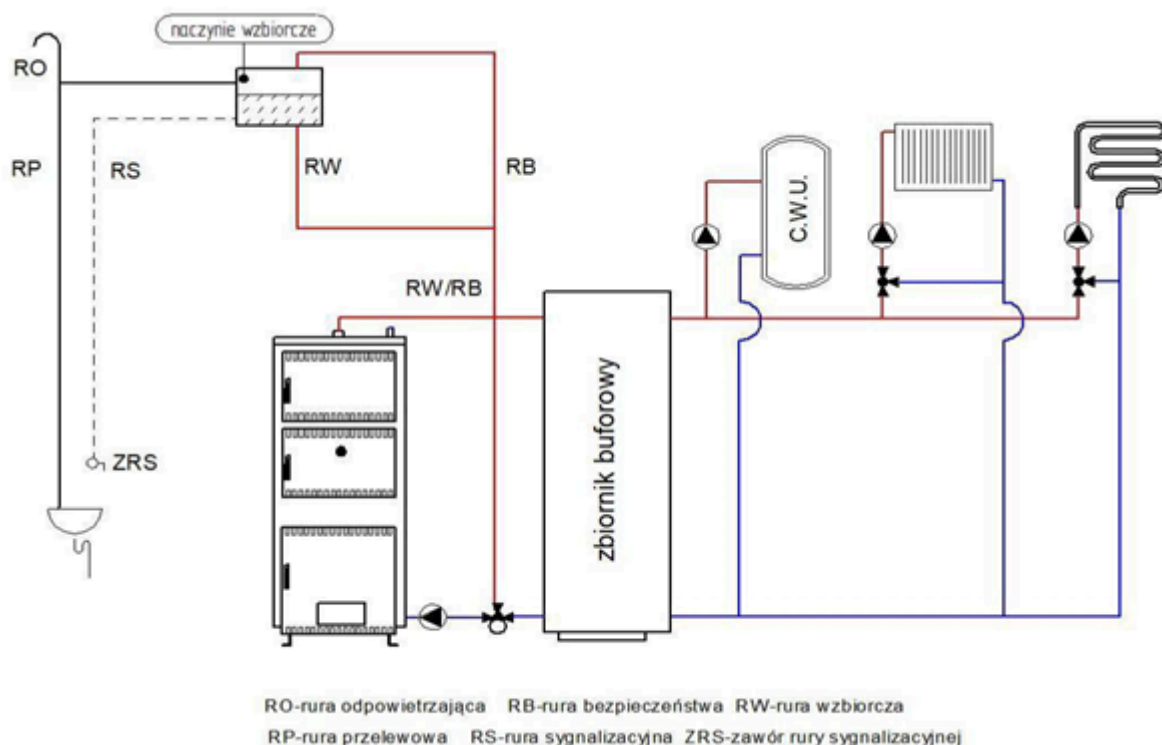 naczynie wzbiorcze
RO
RP
RS
RW
RB
RW/RB
C.W.U.
zbiornik buforowy
ZRS
RO-rura odpowietrzająca RB-rura bezpieczeństwa RW-rura wzbiorcza
RP-rura przelewowa RS-rura sygnalizacyjna ZRS-zawór rury sygnalizacyjnej